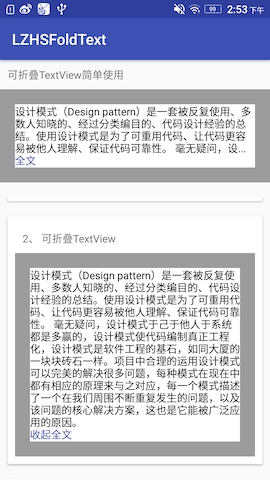 99 2:53 下午
LZHSFoldText
可折叠TextView简单使用
设计模式（Design pattern）是一套被反复使用、多
数人知晓的、经过分类编目的、代码设计经验的总
结。使用设计模式是为了可重用代码、让代码更容
易被他人理解、保证代码可靠性。 毫无疑问，设...
全文
2、 可折叠TextView
设计模式（Design pattern）是一套被反复使
用、多数人知晓的、经过分类编目的、代码设
计经验的总结。使用设计模式是为了可重用代
码、让代码更容易被他人理解、保证代码可靠
性。 毫无疑问，设计模式于己于他人于系统
都是多赢的，设计模式使代码编制真正工程
化，设计模式是软件工程的基石，如同大厦的
一块块砖石一样。项目中合理的运用设计模式
可以完美的解决很多问题，每种模式在现在中
都有相应的原理来与之对应，每一个模式描述
了一个在我们周围不断重复发生的问题，以及
该问题的核心解决方案，这也是它能被广泛应
用的原因。
收起全文